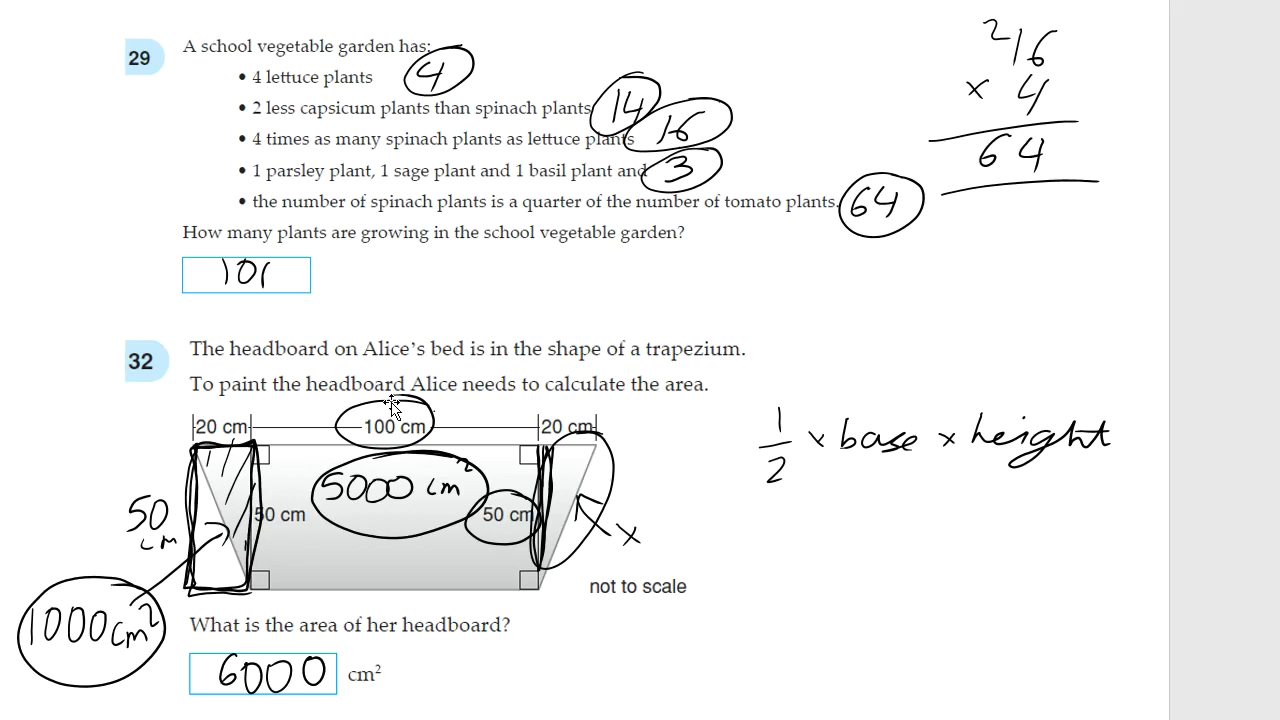 29
A school vegetable garden has:
• 4 lettuce plants 4
• 2 less capsicum plants than spinach plants 14
• 4 times as many spinach plants as lettuce plants 16
• 1 parsley plant, 1 sage plant and 1 basil plant and 3
• the number of spinach plants is a quarter of the number of tomato plants. 64
How many plants are growing in the school vegetable garden?
101
216
× 4
64
32
The headboard on Alice's bed is in the shape of a trapezium.
To paint the headboard Alice needs to calculate the area.
20 cm 100 cm 20 cm
1/2 × base × height
5000 cm²
50 cm 50 cm 50 cm x
not to scale
1000 cm²
What is the area of her headboard?
6000 cm²